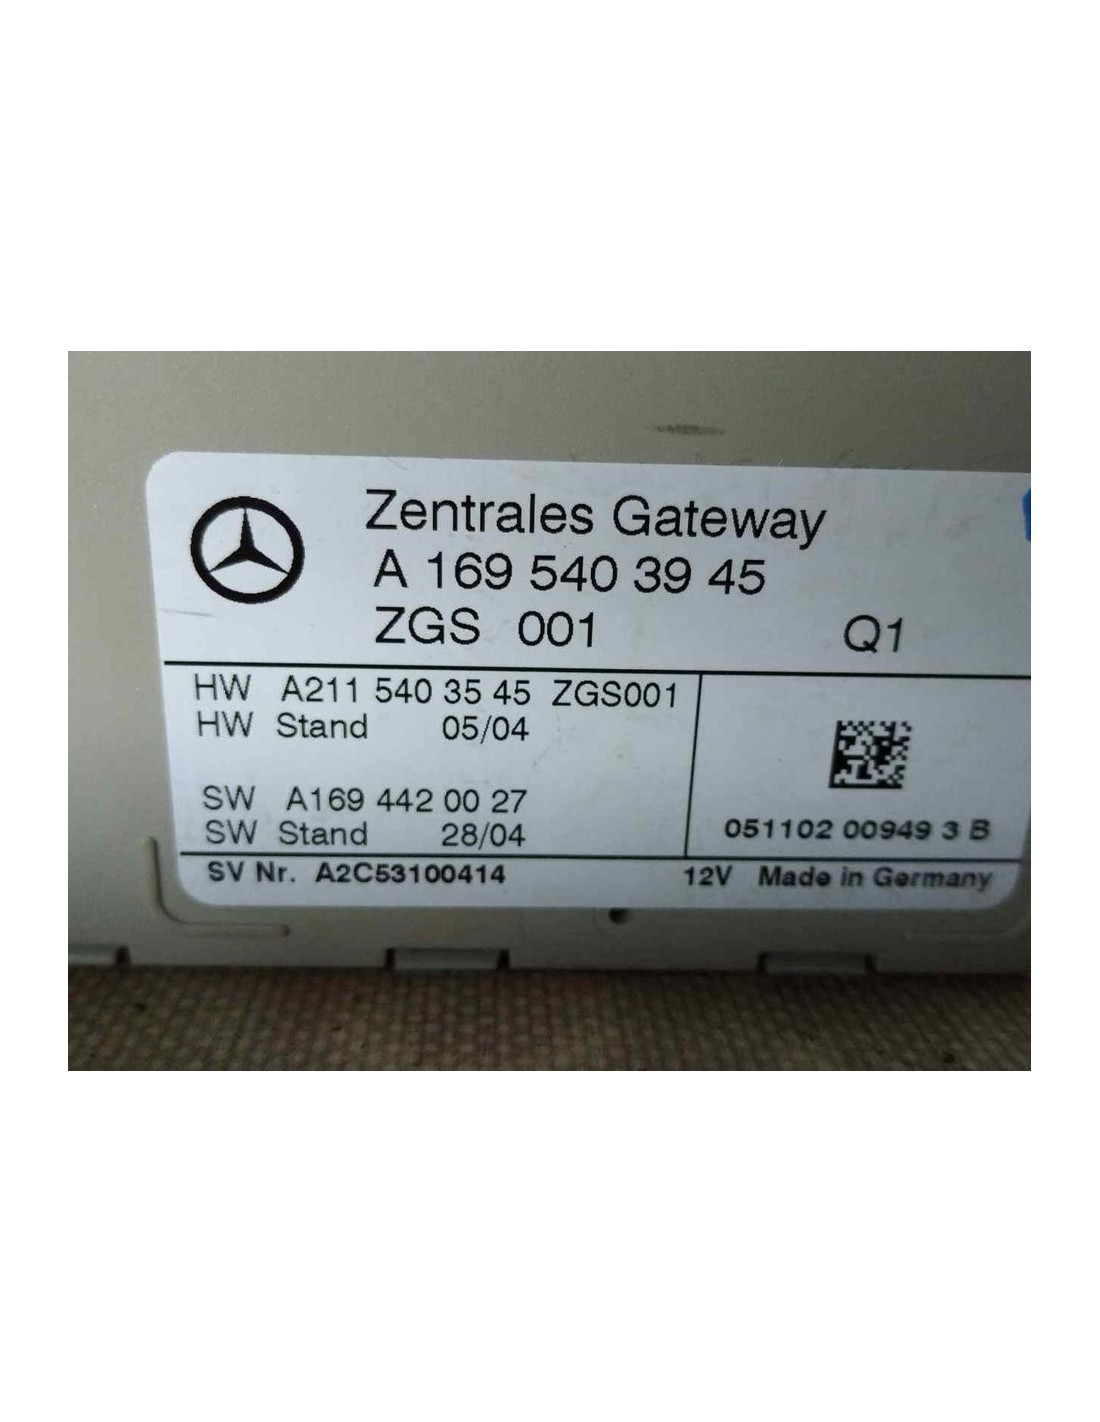 Zentrales Gateway
A 169 540 39 45
ZGS 001 Q1
HW A211 540 35 45 ZGS001
HW Stand 05/04
SW A169 442 00 27
SW Stand 28/04
051102 00949 3 B
SV Nr. A2C53100414 12V Made in Germany